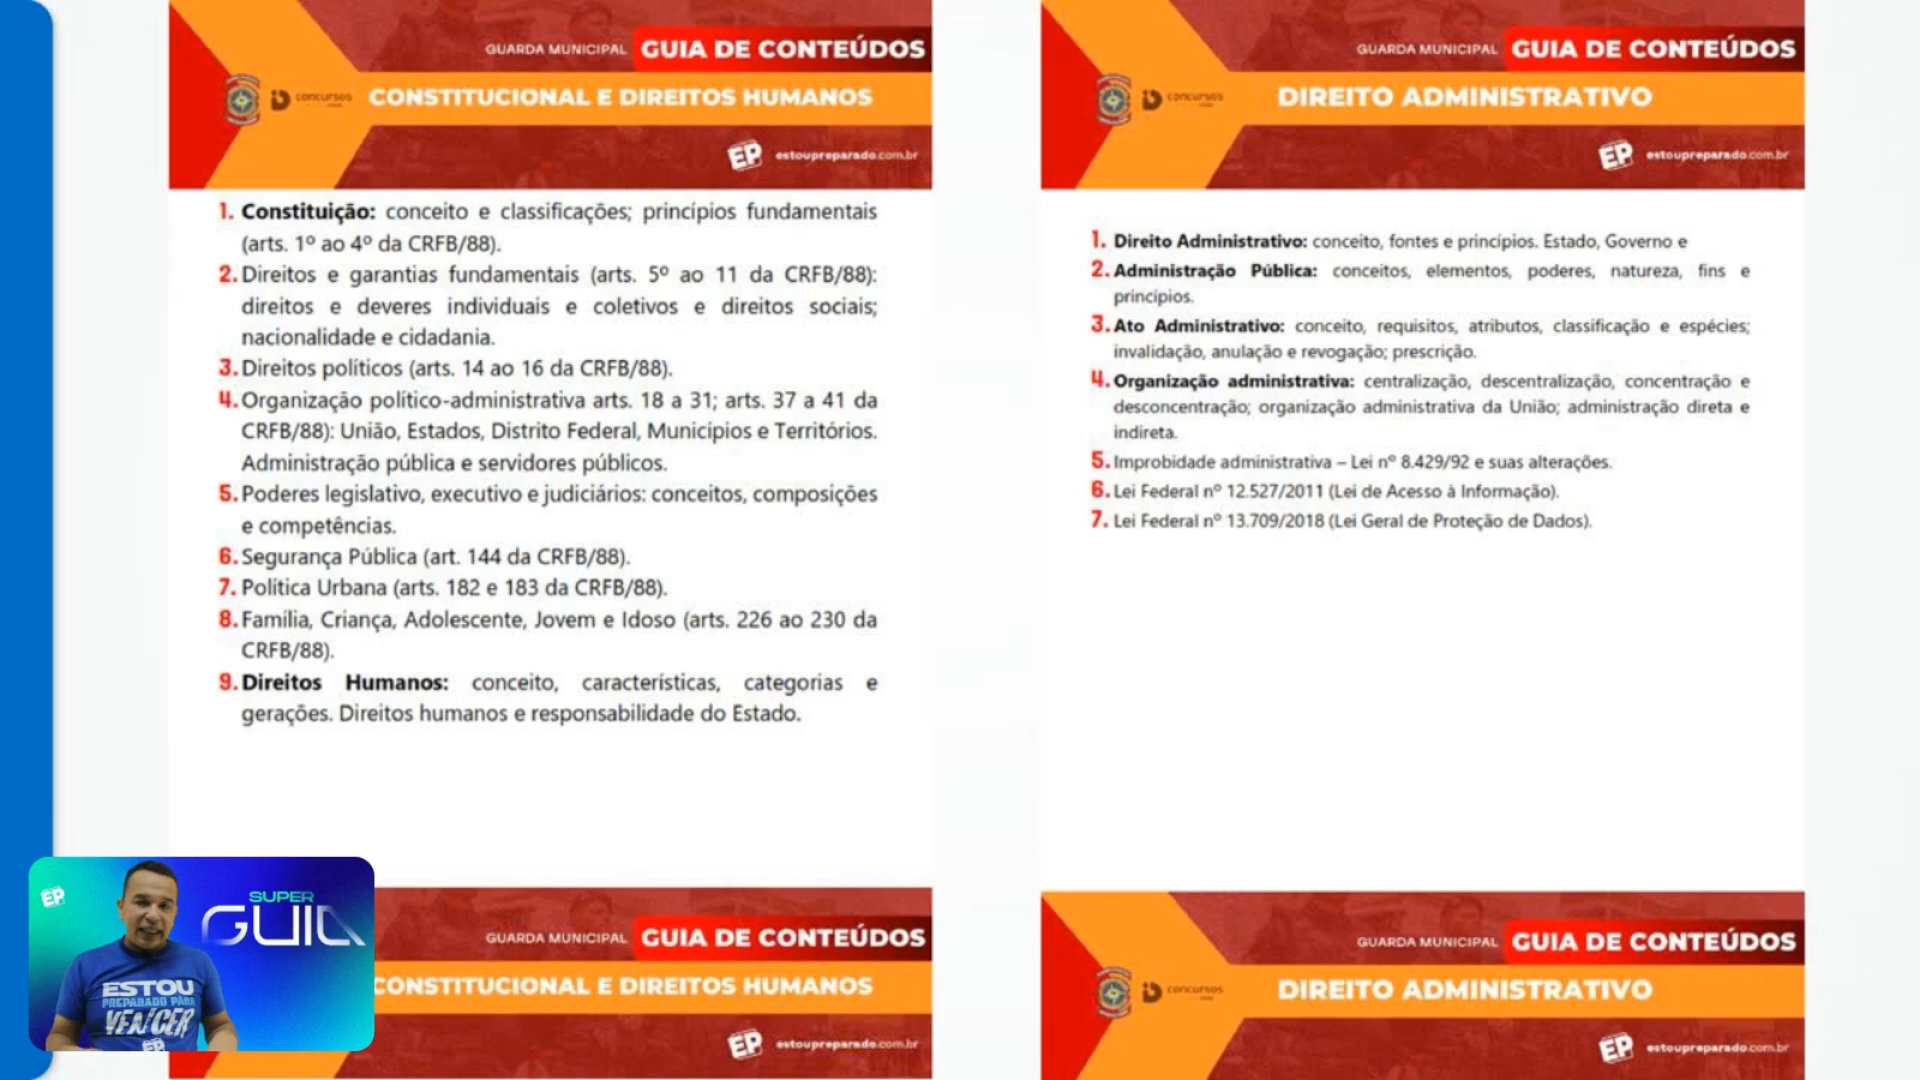 GUARDA MUNICIPAL GUIA DE CONTEÚDOS
concursos
CONSTITUCIONAL E DIREITOS HUMANOS
EP estoupreparado.com.br
1. Constituição: conceito e classificações; princípios fundamentais
(arts. 1º ao 4º da CRFB/88).
2. Direitos e garantias fundamentais (arts. 5º ao 11 da CRFB/88):
direitos e deveres individuais e coletivos e direitos sociais;
nacionalidade e cidadania.
3. Direitos políticos (arts. 14 ao 16 da CRFB/88).
4. Organização político-administrativa arts. 18 a 31; arts. 37 a 41 da
CRFB/88): União, Estados, Distrito Federal, Municípios e Territórios.
Administração pública e servidores públicos.
5. Poderes legislativo, executivo e judiciários: conceitos, composições
e competências.
6. Segurança Pública (art. 144 da CRFB/88).
7. Política Urbana (arts. 182 e 183 da CRFB/88).
8. Família, Criança, Adolescente, Jovem e Idoso (arts. 226 ao 230 da
CRFB/88).
9. Direitos Humanos: conceito, características, categorias e
gerações. Direitos humanos e responsabilidade do Estado.
GUARDA MUNICIPAL GUIA DE CONTEÚDOS
CONSTITUCIONAL E DIREITOS HUMANOS
EP estoupreparado.com.br
GUARDA MUNICIPAL GUIA DE CONTEÚDOS
concursos
DIREITO ADMINISTRATIVO
EP estoupreparado.com.br
1. Direito Administrativo: conceito, fontes e princípios. Estado, Governo e
2. Administração Pública: conceitos, elementos, poderes, natureza, fins e
princípios.
3. Ato Administrativo: conceito, requisitos, atributos, classificação e espécies;
invalidação, anulação e revogação; prescrição.
4. Organização administrativa: centralização, descentralização, concentração e
desconcentração; organização administrativa da União; administração direta e
indireta.
5. Improbidade administrativa – Lei nº 8.429/92 e suas alterações.
6. Lei Federal nº 12.527/2011 (Lei de Acesso à Informação).
7. Lei Federal nº 13.709/2018 (Lei Geral de Proteção de Dados).
GUARDA MUNICIPAL GUIA DE CONTEÚDOS
concursos
DIREITO ADMINISTRATIVO
EP estoupreparado.com.br
EP
SUPER
GUIA
ESTOU
PREPARADO PARA
VENCER
EP